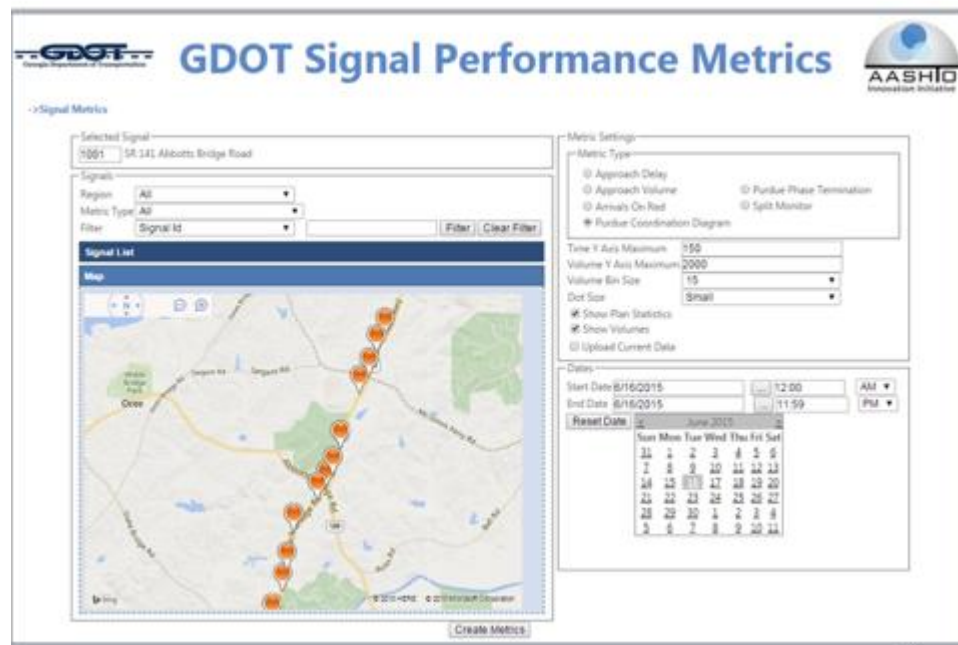 GDOT
Georgia Department of Transportation
GDOT Signal Performance Metrics
AASHTO
Innovation Initiative
->Signal Metrics
Selected Signal
1001 SR 141 Abbotts Bridge Road
Signals
Region All
Metric Type All
Filter Signal Id Filter Clear Filter
Signal List
Map
N
Ocee
bing
Create Metrics
Metric Settings
Metric Type
Approach Delay
Approach Volume Purdue Phase Termination
Arrivals On Red Split Monitor
Purdue Coordination Diagram
Time Y Axis Maximum 150
Volume Y Axis Maximum 2000
Volume Bin Size 15
Dot Size Small
Show Plan Statistics
Show Volumes
Upload Current Data
Dates
Start Date 6/16/2015 ... 12:00 AM
End Date 6/16/2015 ... 11:59 PM
Reset Date
< June 2015 >
Sun Mon Tue Wed Thu Fri Sat
31 1 2 3 4 5 6
7 8 9 10 11 12 13
14 15 16 17 18 19 20
21 22 23 24 25 26 27
28 29 30 1 2 3 4
5 6 7 8 9 10 11